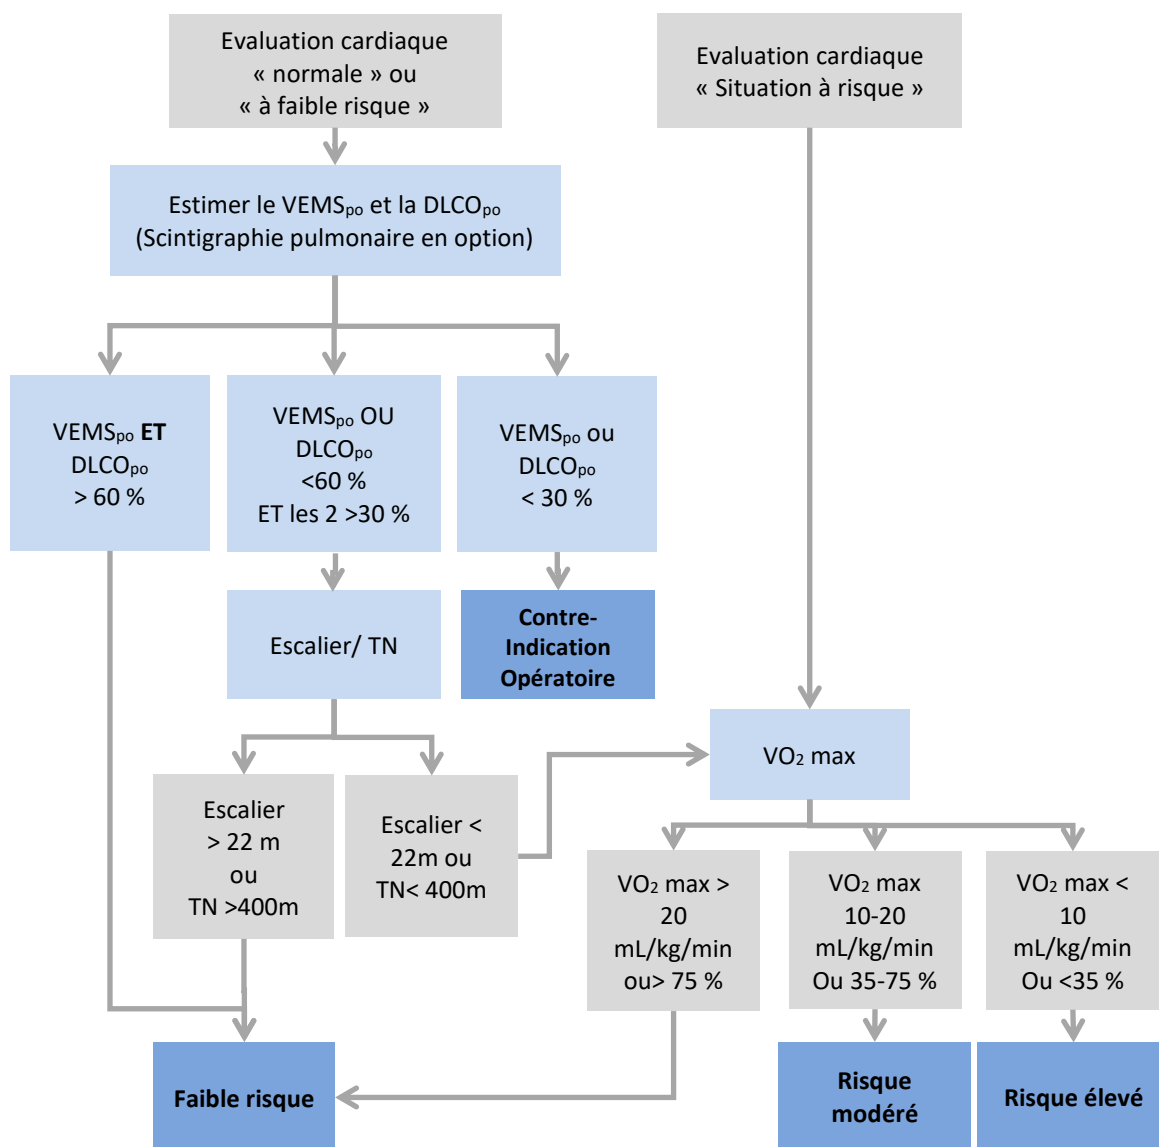 Evaluation cardiaque
« normale » ou
« à faible risque »
Evaluation cardiaque
« Situation à risque »
Estimer le VEMSpo et la DLCOpo
(Scintigraphie pulmonaire en option)
VEMSpo ET
DLCOpo
> 60 %
VEMSpo OU
DLCOpo
<60 %
ET les 2 >30 %
VEMSpo ou
DLCOpo
< 30 %
Escalier/ TN
Contre-
Indication
Opératoire
VO2 max
Escalier
> 22 m
ou
TN >400m
Escalier <
22m ou
TN< 400m
VO2 max >
20
mL/kg/min
ou> 75 %
VO2 max
10-20
mL/kg/min
Ou 35-75 %
VO2 max <
10
mL/kg/min
Ou <35 %
Faible risque
Risque
modéré
Risque élevé